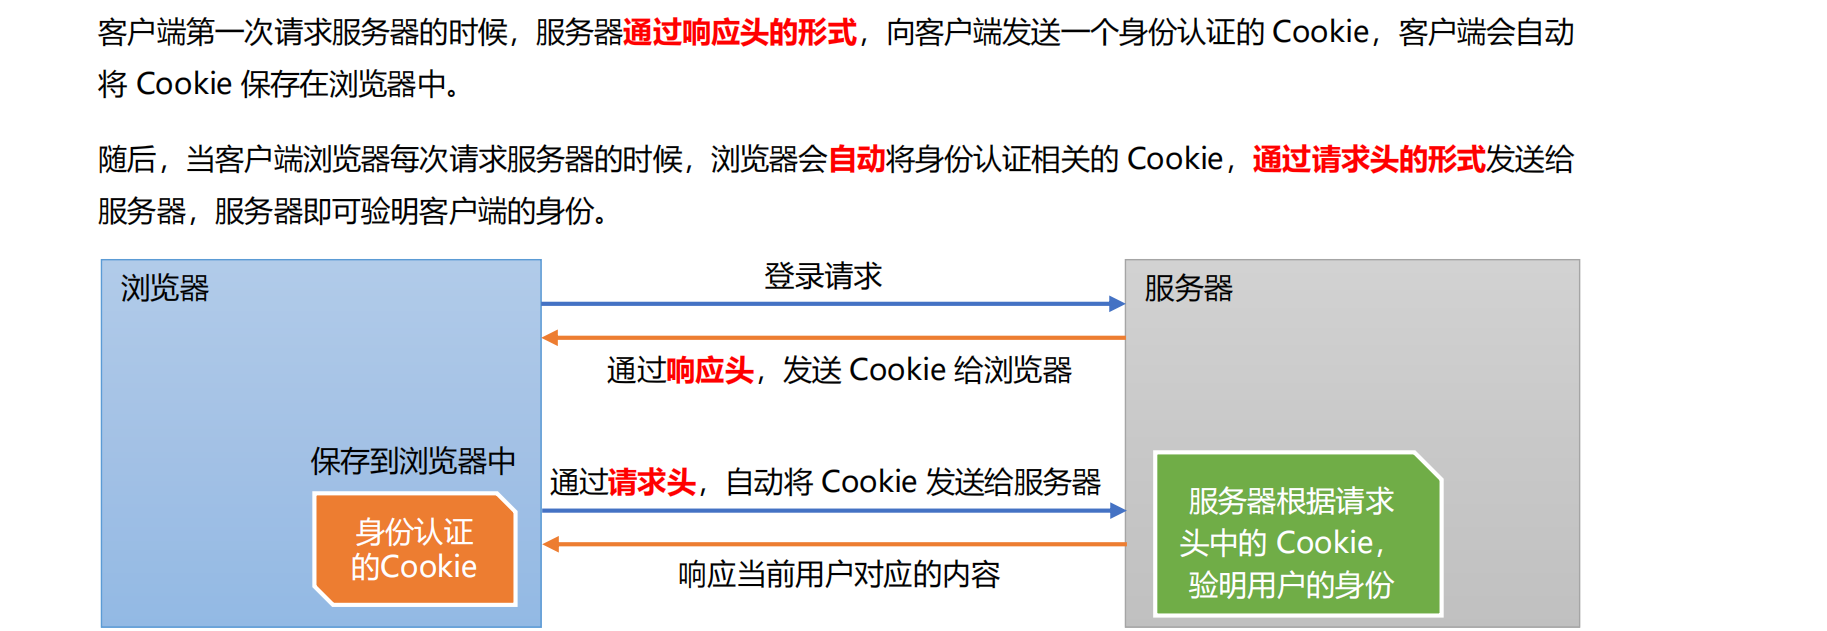 客户端第一次请求服务器的时候，服务器通过响应头的形式，向客户端发送一个身份认证的 Cookie，客户端会自动
将 Cookie 保存在浏览器中。
随后，当客户端浏览器每次请求服务器的时候，浏览器会自动将身份认证相关的 Cookie，通过请求头的形式发送给
服务器，服务器即可验明客户端的身份。
浏览器
登录请求
服务器
通过响应头，发送 Cookie 给浏览器
保存到浏览器中
身份认证
的Cookie
通过请求头，自动将 Cookie 发送给服务器
响应当前用户对应的内容
服务器根据请求
头中的 Cookie，
验明用户的身份